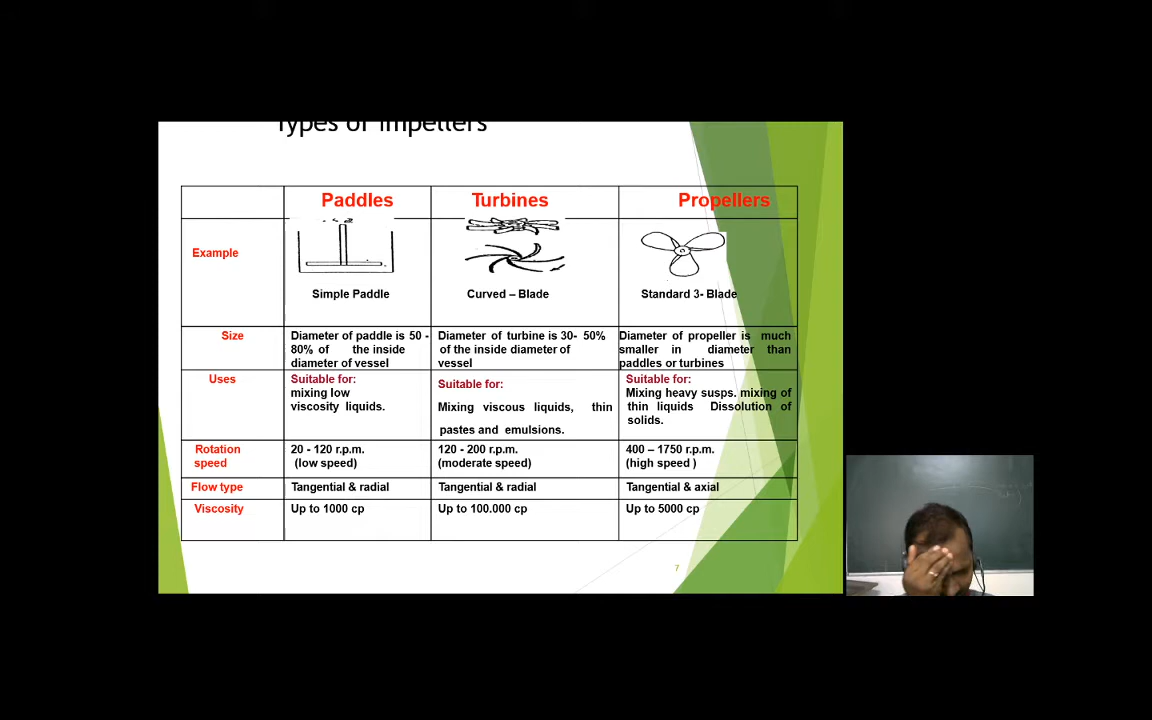 Types of Impellers
Paddles Turbines Propellers
Example
Simple Paddle Curved – Blade Standard 3- Blade
Size
Diameter of paddle is 50 -
80% of the inside
diameter of vessel
Diameter of turbine is 30- 50%
of the inside diameter of
vessel
Diameter of propeller is much
smaller in diameter than
paddles or turbines
Uses
Suitable for:
mixing low
viscosity liquids.
Suitable for:
Mixing viscous liquids, thin
pastes and emulsions.
Suitable for:
Mixing heavy susps. mixing of
thin liquids Dissolution of
solids.
Rotation
speed
20 - 120 r.p.m.
(low speed)
120 - 200 r.p.m.
(moderate speed)
400 – 1750 r.p.m.
(high speed )
Flow type Tangential & radial Tangential & radial Tangential & axial
Viscosity Up to 1000 cp Up to 100.000 cp Up to 5000 cp
7